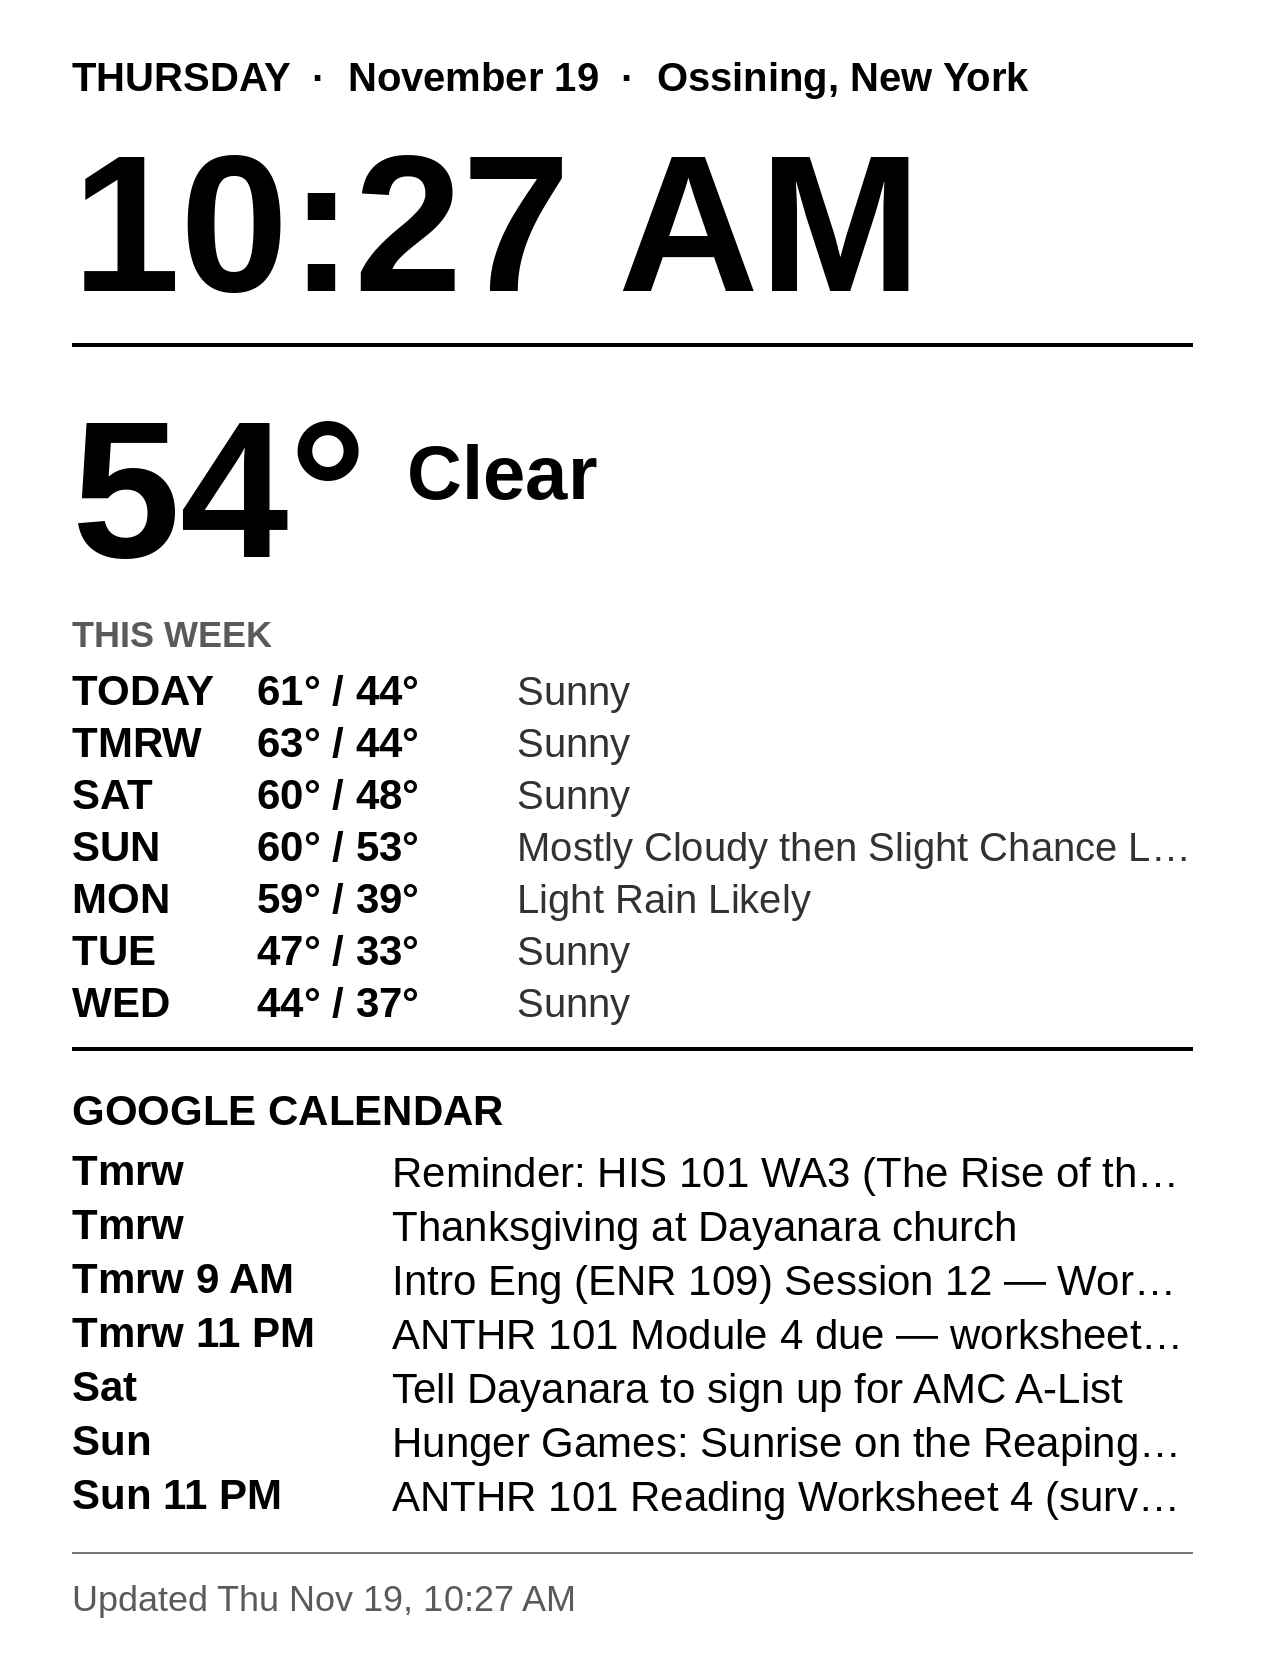 THURSDAY · November 19 · Ossining, New York
10:27 AM
54° Clear
THIS WEEK
TODAY 61° / 44° Sunny
TMRW 63° / 44° Sunny
SAT 60° / 48° Sunny
SUN 60° / 53° Mostly Cloudy then Slight Chance L…
MON 59° / 39° Light Rain Likely
TUE 47° / 33° Sunny
WED 44° / 37° Sunny
GOOGLE CALENDAR
Tmrw Reminder: HIS 101 WA3 (The Rise of th…
Tmrw Thanksgiving at Dayanara church
Tmrw 9 AM Intro Eng (ENR 109) Session 12 — Wor…
Tmrw 11 PM ANTHR 101 Module 4 due — worksheet…
Sat Tell Dayanara to sign up for AMC A-List
Sun Hunger Games: Sunrise on the Reaping…
Sun 11 PM ANTHR 101 Reading Worksheet 4 (surv…
Updated Thu Nov 19, 10:27 AM